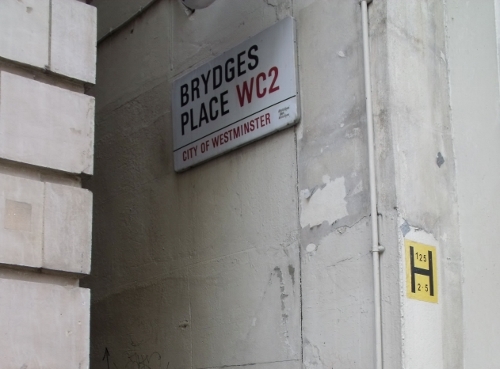 BRYDGES
PLACE WC2
CITY OF WESTMINSTER
125
H
2·5